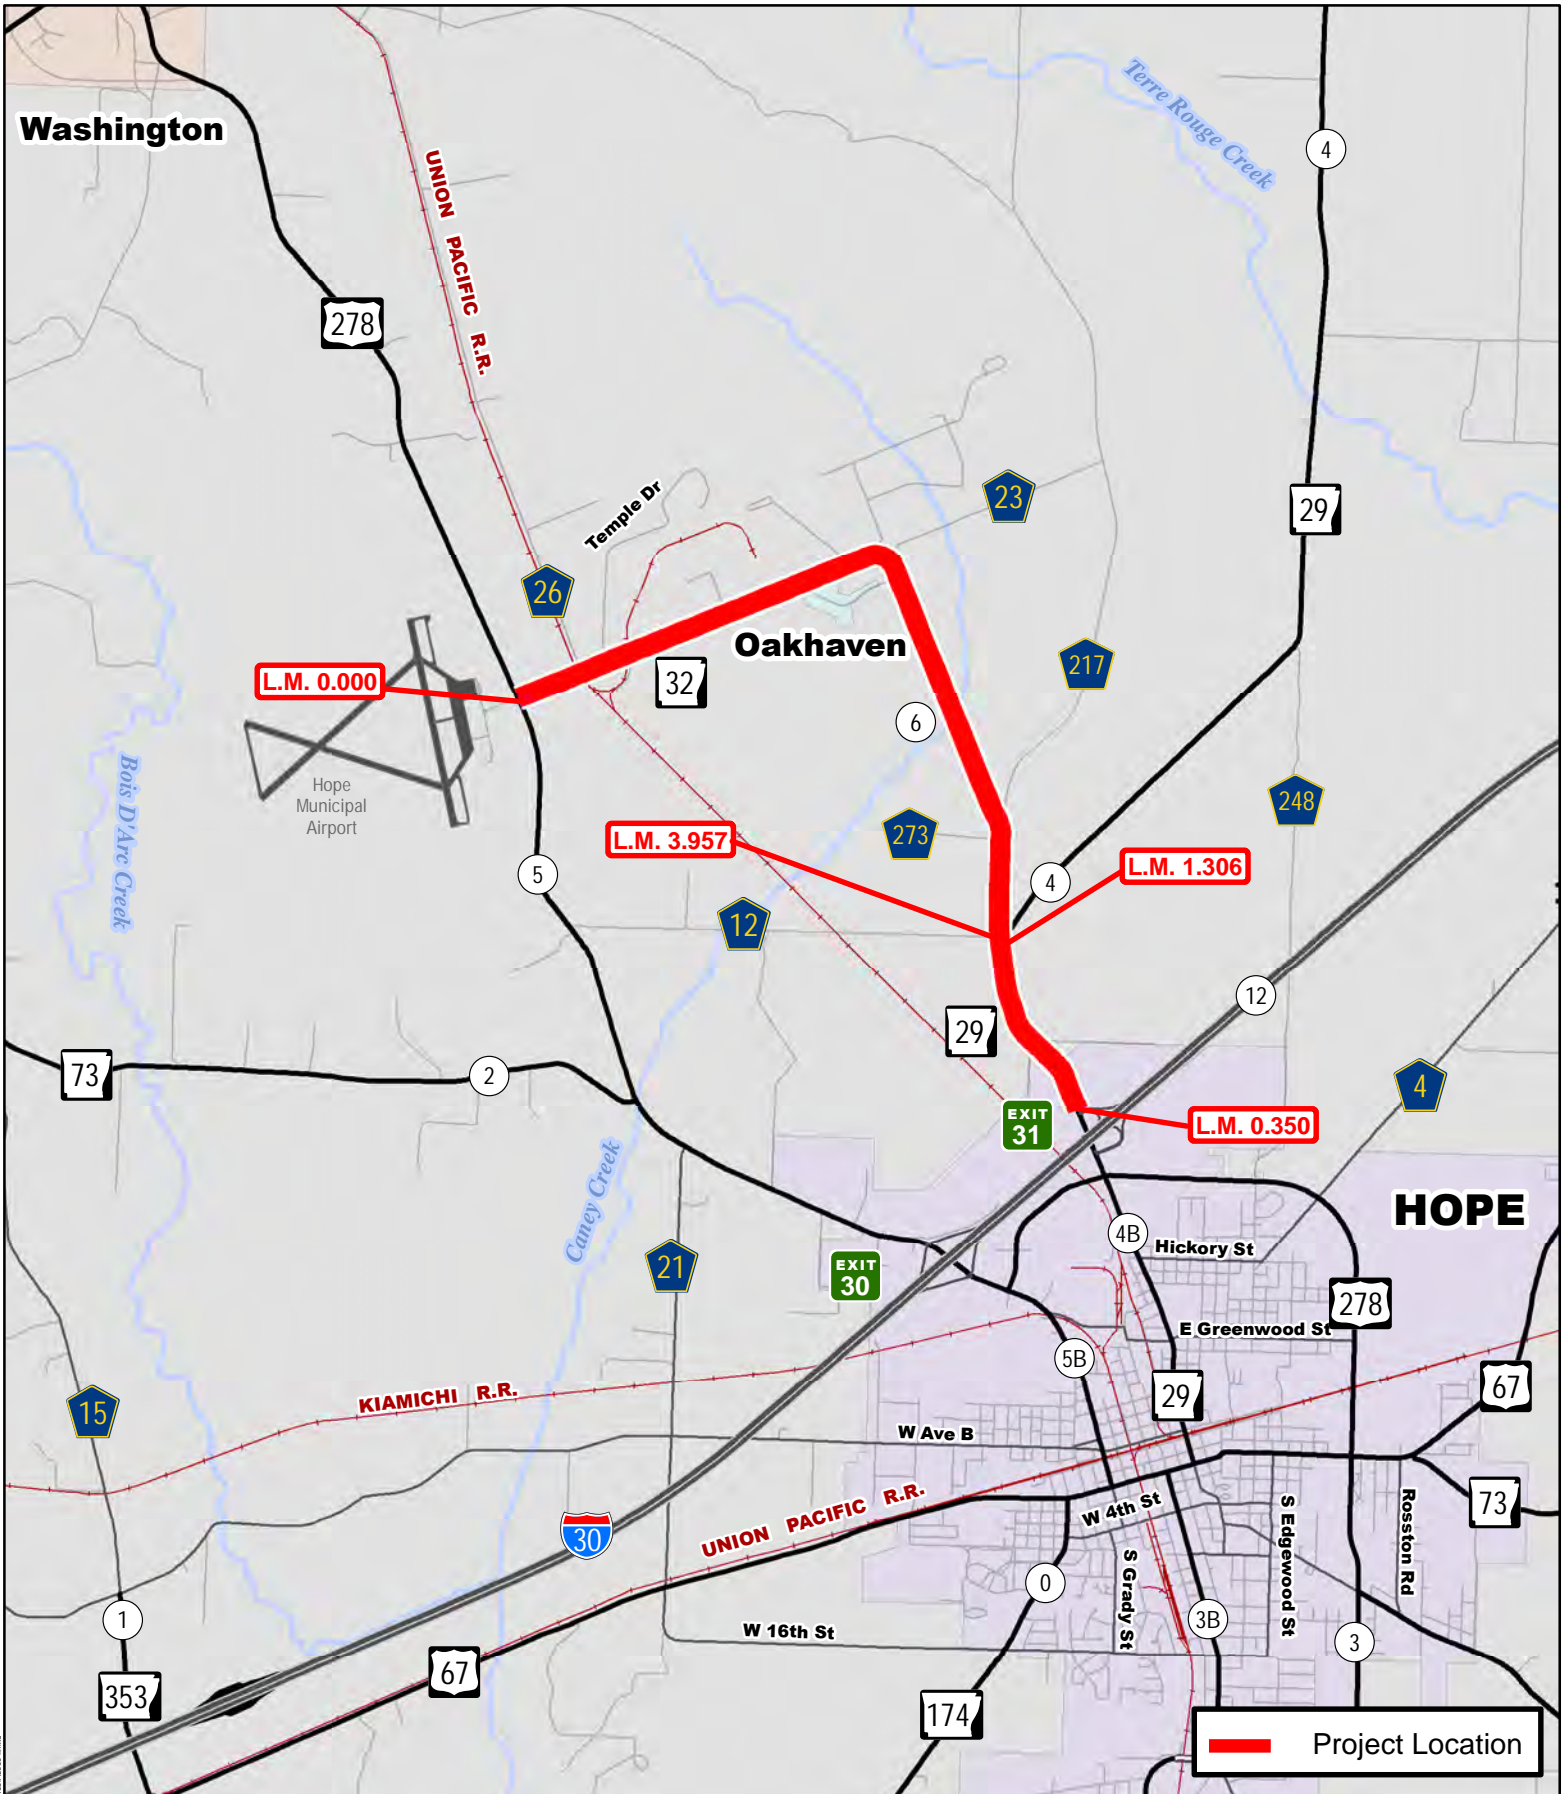 Washington
UNION PACIFIC R.R.
Terre Rouge Creek
4
278
29
23
Temple Dr
26
Oakhaven
217
L.M. 0.000
32
6
Hope
Municipal
Airport
Bois D'Arc Creek
248
L.M. 3.957
273
L.M. 1.306
5
4
12
12
29
73
2
4
EXIT
31
L.M. 0.350
Caney Creek
HOPE
4B
Hickory St
21
EXIT
30
278
E Greenwood St
5B
67
29
KIAMICHI R.R.
15
W Ave B
UNION PACIFIC R.R.
W 4th St
73
30
S Grady St
S Edgewood St
Rosston Rd
0
1
W 16th St
3B
3
67
353
174
Project Location